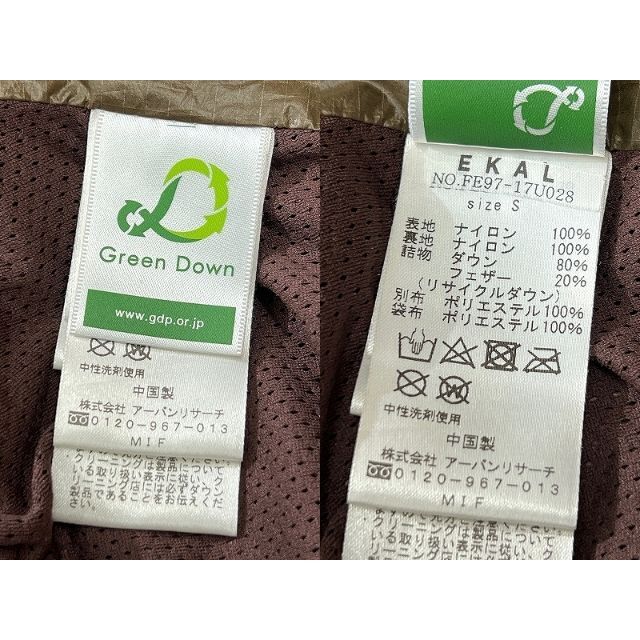 Green Down
www.gdp.or.jp
中性洗剤使用
中国製
株式会社 アーバンリサーチ
0120-967-013
MIF
EKAL
NO.FE97-17U028
size S
表地 ナイロン 100%
裏地 ナイロン 100%
詰物 ダウン 80%
フェザー 20%
(リサイクルダウン)
別布 ポリエステル100%
袋布 ポリエステル100%
中性洗剤使用
中国製
株式会社 アーバンリサーチ
0120-967-013
MIF